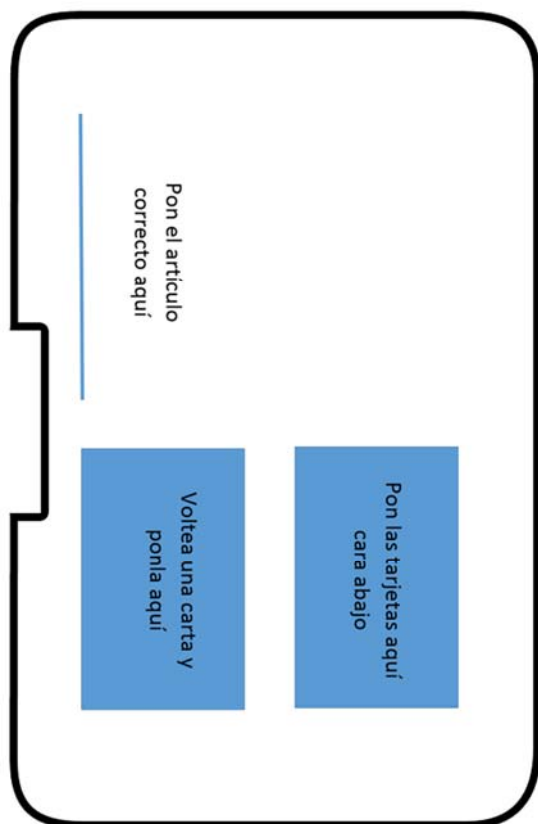 Pon las tarjetas aquí
cara abajo
Pon el artículo
correcto aquí
Voltea una carta y
ponla aquí